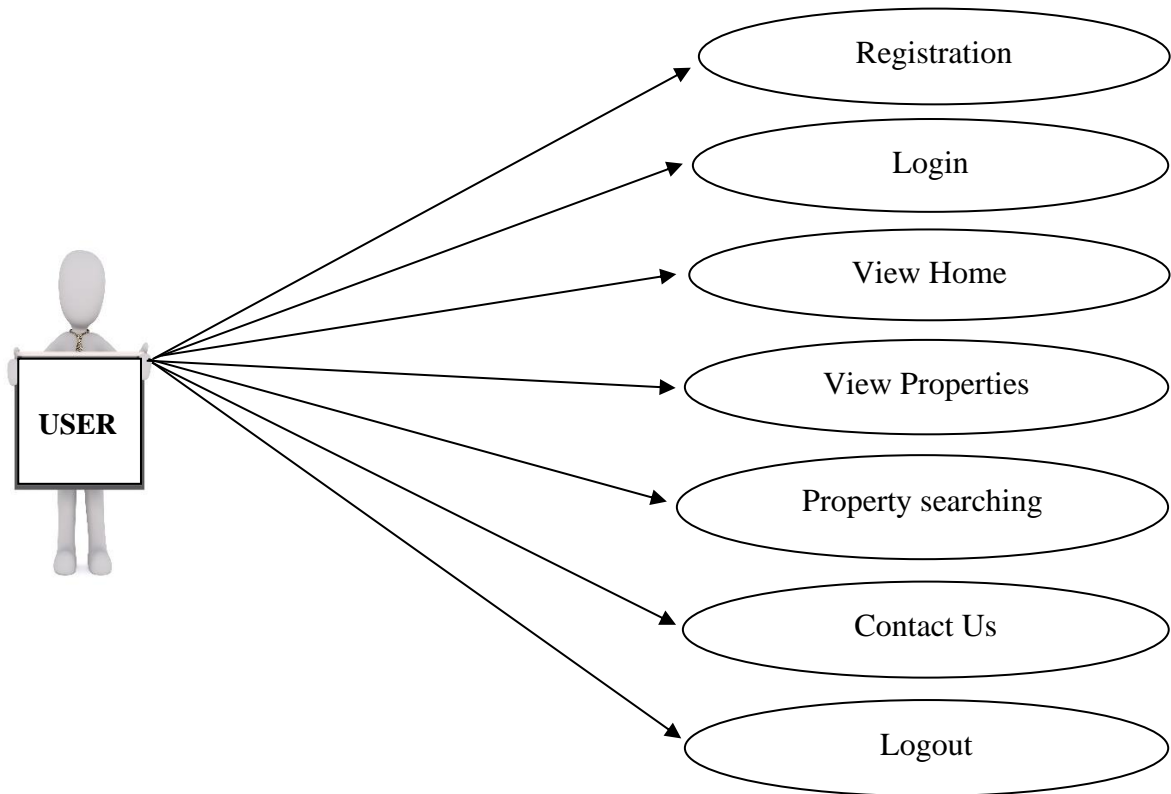 Registration
Login
View Home
View Properties
USER
Property searching
Contact Us
Logout